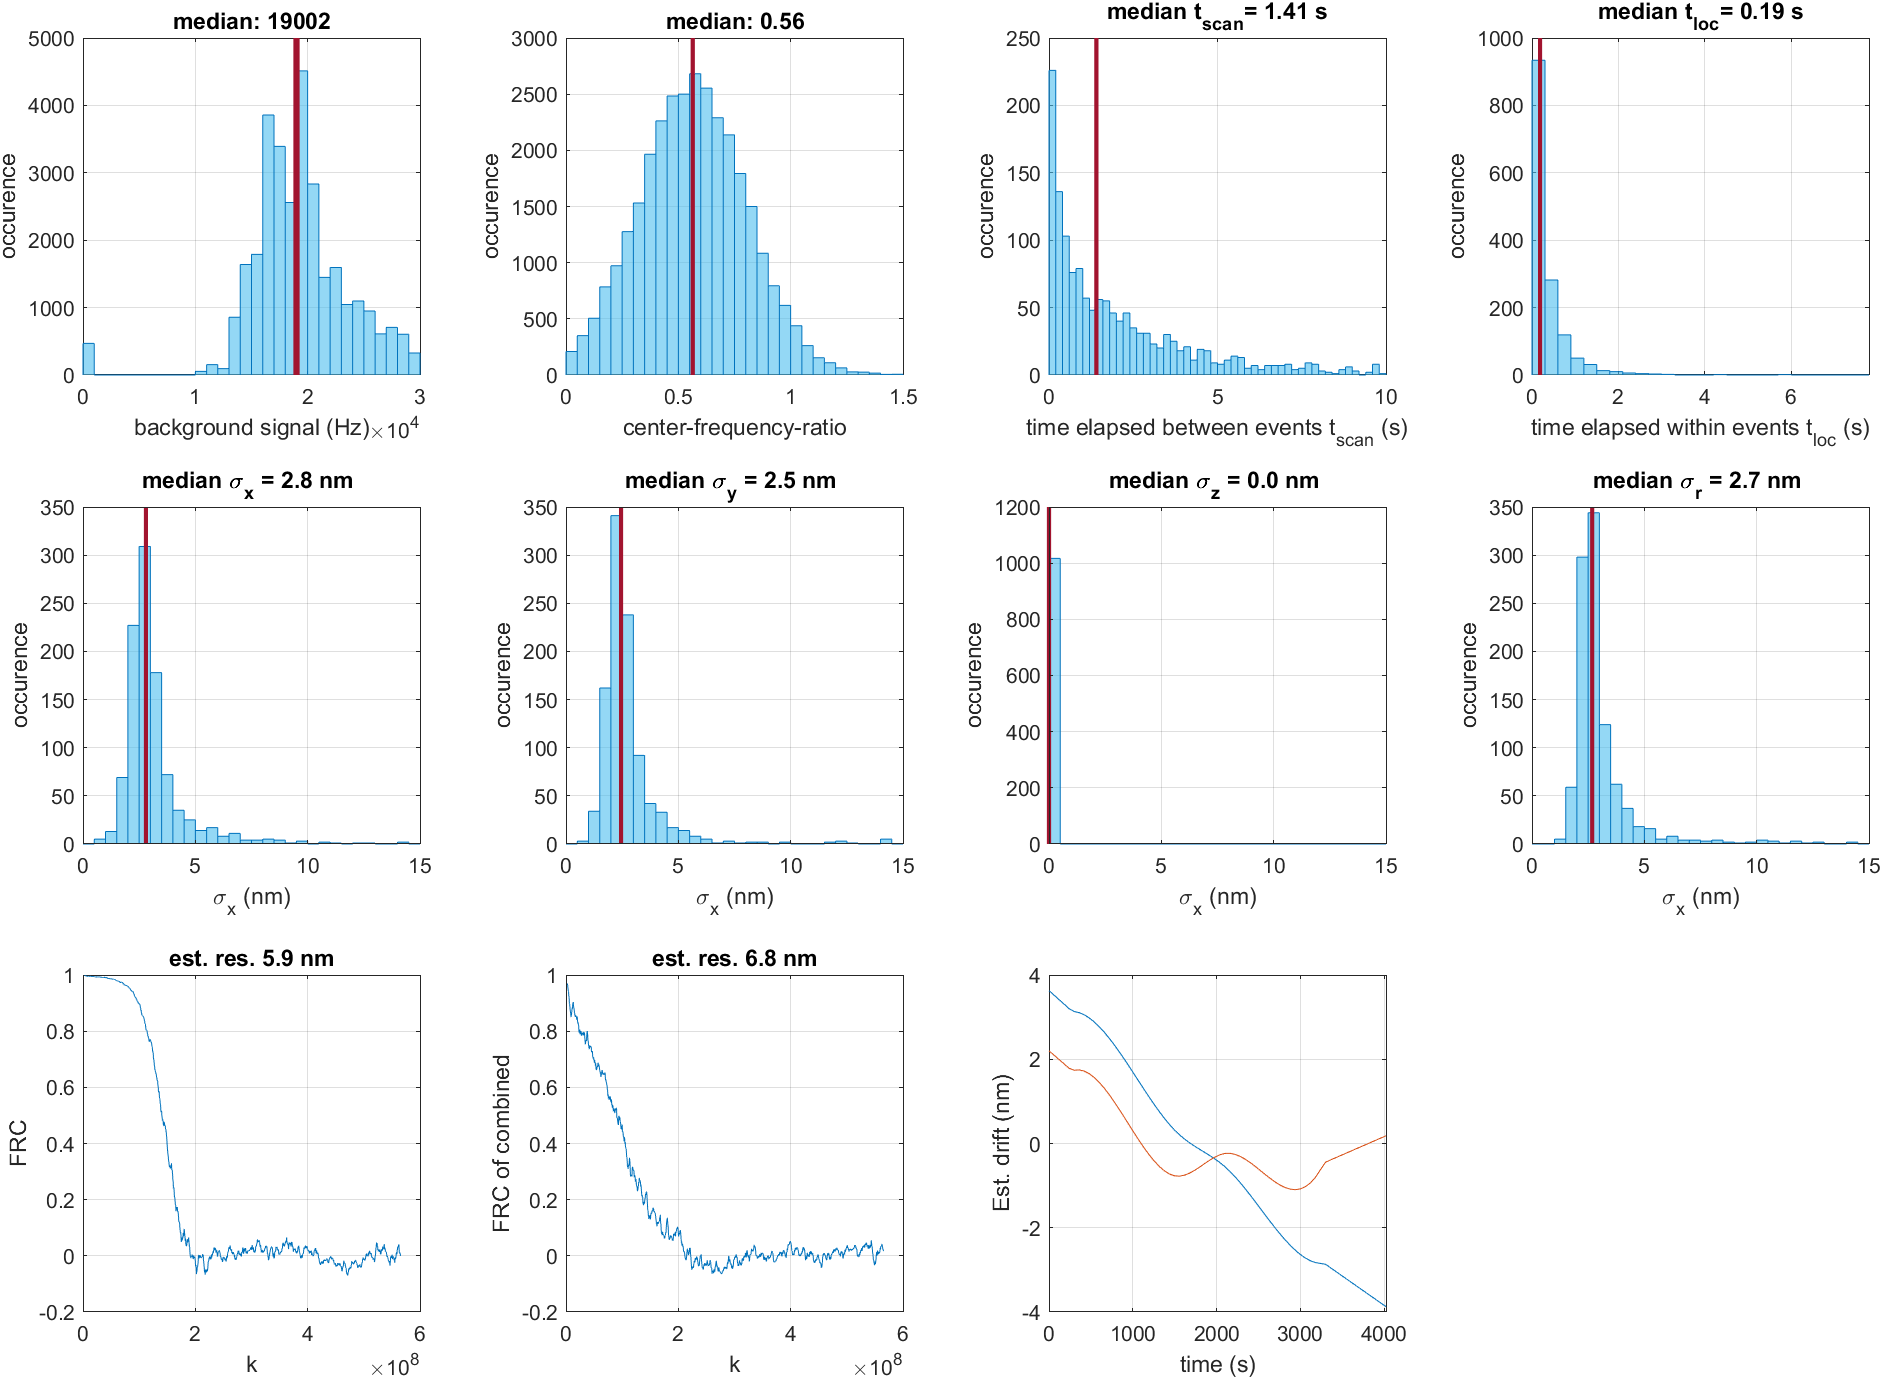 median: 19002
5000
4000
3000
2000
1000
0
occurence
0 1 2 3
background signal (Hz) ×10^4
median: 0.56
3000
2500
2000
1500
1000
500
0
occurence
0 0.5 1 1.5
center-frequency-ratio
median t_scan = 1.41 s
250
200
150
100
50
0
occurence
0 5 10
time elapsed between events t_scan (s)
median t_loc = 0.19 s
1000
800
600
400
200
0
occurence
0 2 4 6
time elapsed within events t_loc (s)
median σ_x = 2.8 nm
350
300
250
200
150
100
50
0
occurence
0 5 10 15
σ_x (nm)
median σ_y = 2.5 nm
350
300
250
200
150
100
50
0
occurence
0 5 10 15
σ_x (nm)
median σ_z = 0.0 nm
1200
1000
800
600
400
200
0
occurence
0 5 10 15
σ_x (nm)
median σ_r = 2.7 nm
350
300
250
200
150
100
50
0
occurence
0 5 10 15
σ_x (nm)
est. res. 5.9 nm
1
0.8
0.6
0.4
0.2
0
-0.2
FRC
0 2 4 6
k ×10^8
est. res. 6.8 nm
1
0.8
0.6
0.4
0.2
0
-0.2
FRC of combined
0 2 4 6
k ×10^8
4
2
0
-2
-4
Est. drift (nm)
0 1000 2000 3000 4000
time (s)